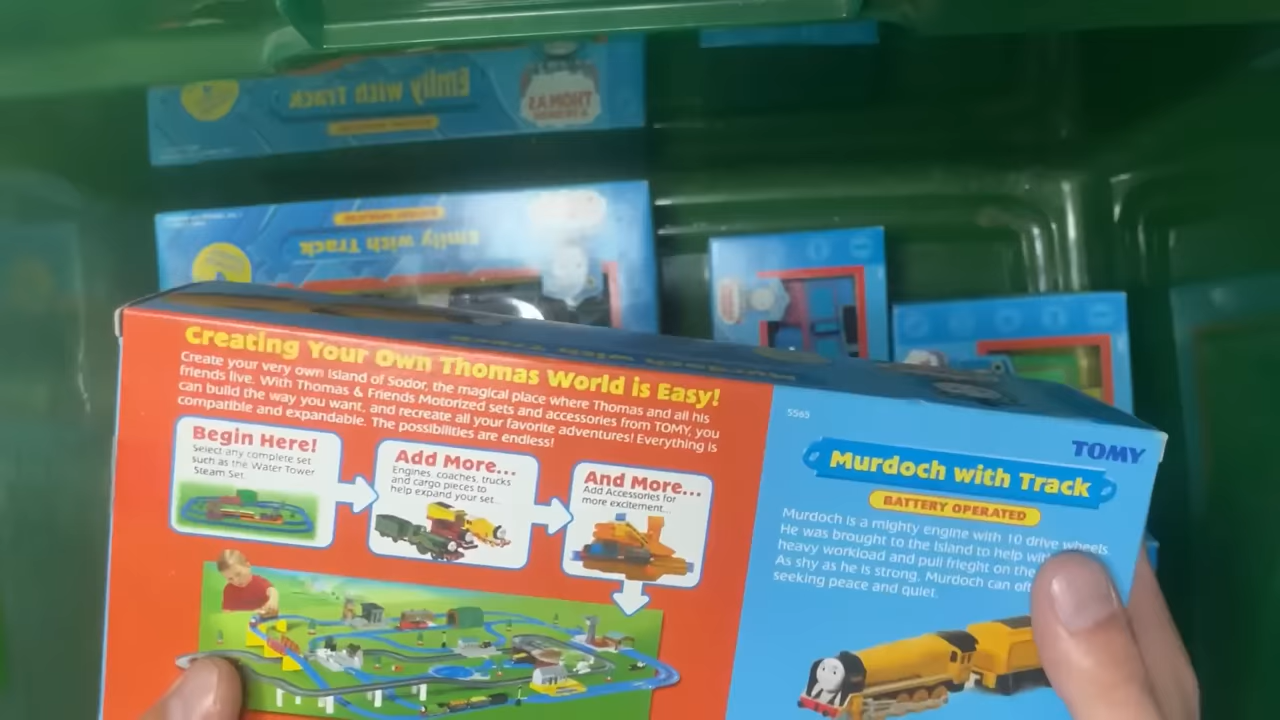 Emily with Track
THOMAS
Emily with Track
Creating Your Own Thomas World is Easy!
Create your very own Island of Sodor, the magical place where Thomas and all his
friends live. With Thomas & Friends Motorized sets and accessories from TOMY, you
can build the way you want, and recreate all your favorite adventures! Everything is
compatible and expandable. The possibilities are endless!
Begin Here!
Select any complete set
such as the Water Tower
Steam Set.
Add More...
Engines, coaches, trucks
and cargo pieces to
help expand your set...
And More...
Add Accessories for
more excitement...
5565
TOMY
Murdoch with Track
BATTERY OPERATED
Murdoch is a mighty engine with 10 drive wheels.
He was brought to the Island to help with
heavy workload and pull frieght on the
As shy as he is strong, Murdoch can
seeking peace and quiet.